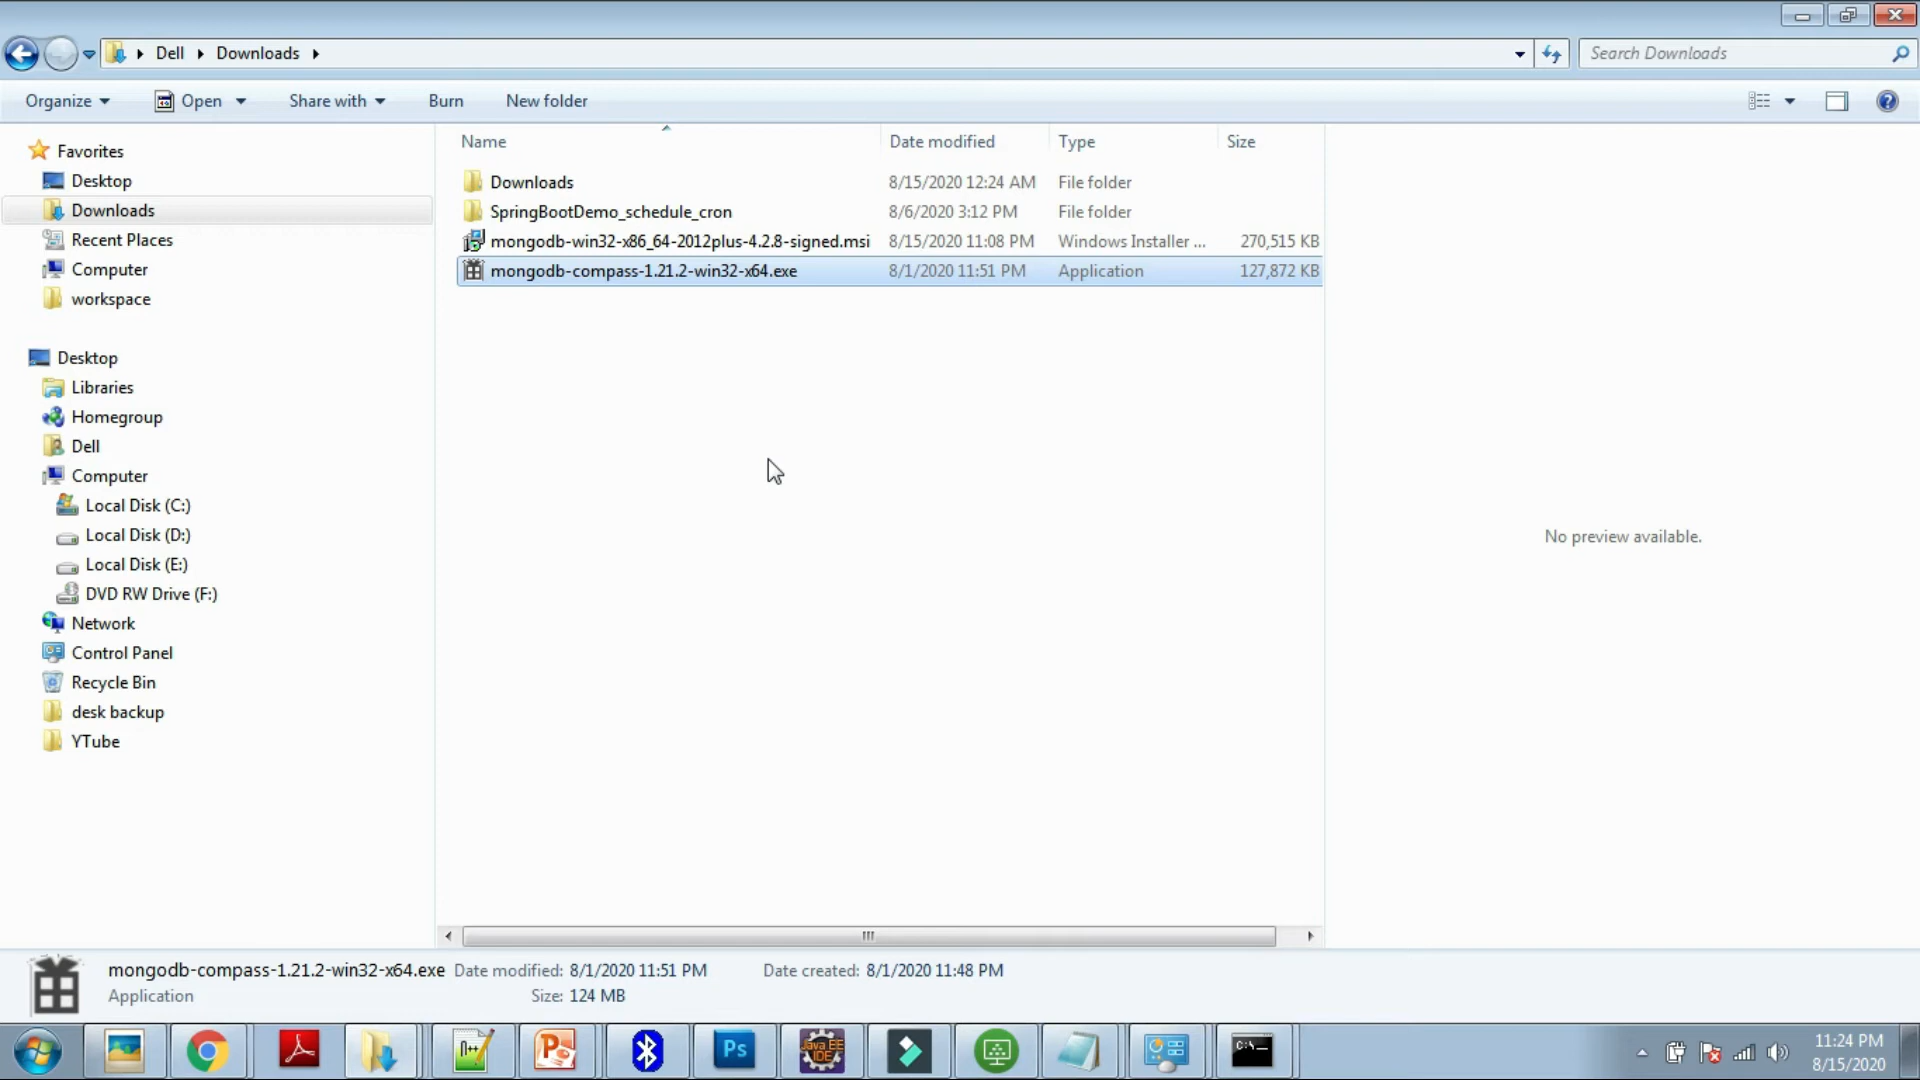 Dell Downloads
Search Downloads
Organize Open Share with Burn New folder
Name Date modified Type Size
Favorites
Desktop
Downloads
Recent Places
Computer
workspace
Desktop
Libraries
Homegroup
Dell
Computer
Local Disk (C:)
Local Disk (D:)
Local Disk (E:)
DVD RW Drive (F:)
Network
Control Panel
Recycle Bin
desk backup
YTube
Downloads 8/15/2020 12:24 AM File folder
SpringBootDemo_schedule_cron 8/6/2020 3:12 PM File folder
mongodb-win32-x86_64-2012plus-4.2.8-signed.msi 8/15/2020 11:08 PM Windows Installer ... 270,515 KB
mongodb-compass-1.21.2-win32-x64.exe 8/1/2020 11:51 PM Application 127,872 KB
No preview available.
mongodb-compass-1.21.2-win32-x64.exe Date modified: 8/1/2020 11:51 PM Date created: 8/1/2020 11:48 PM
Application Size: 124 MB
Ps
Java EE
IDE
C:\
11:24 PM
8/15/2020